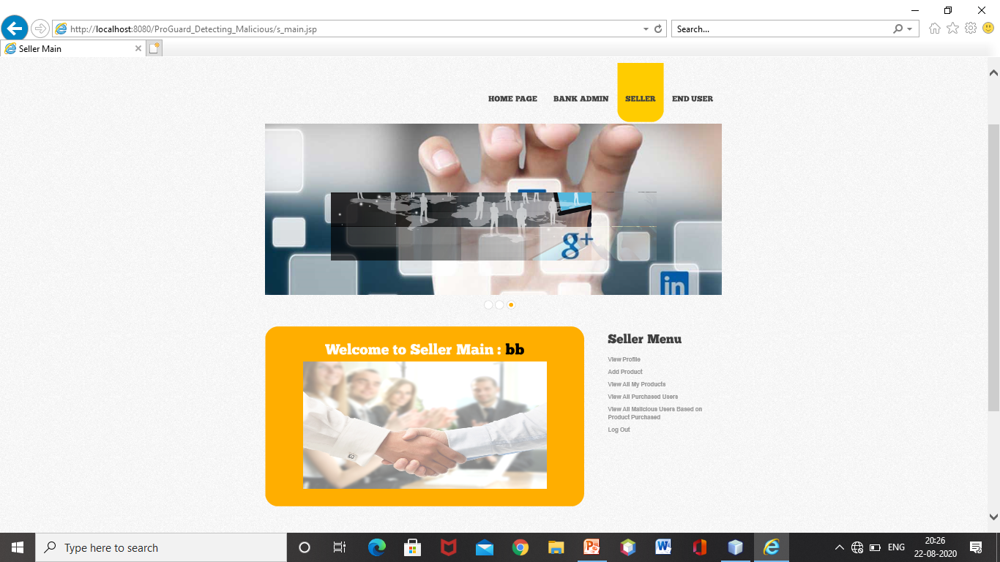 http://localhost:8080/ProGuard_Detecting_Malicious/s_main.jsp
Search...
Seller Main
HOME PAGE
BANK ADMIN
SELLER
END USER
g+
in
Welcome to Seller Main : bb
Seller Menu
View Profile
Add Product
View All My Products
View All Purchased Users
View All Malicious Users Based on
Product Purchased
Log Out
Type here to search
ENG
20:26
22-08-2020